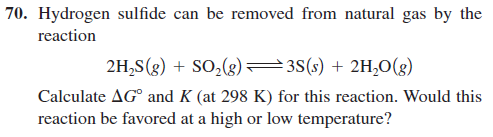 70. Hydrogen sulfide can be removed from natural gas by the
reaction
2H₂S(g) + SO₂(g) ⇌ 3S(s) + 2H₂O(g)
Calculate ΔG° and K (at 298 K) for this reaction. Would this
reaction be favored at a high or low temperature?